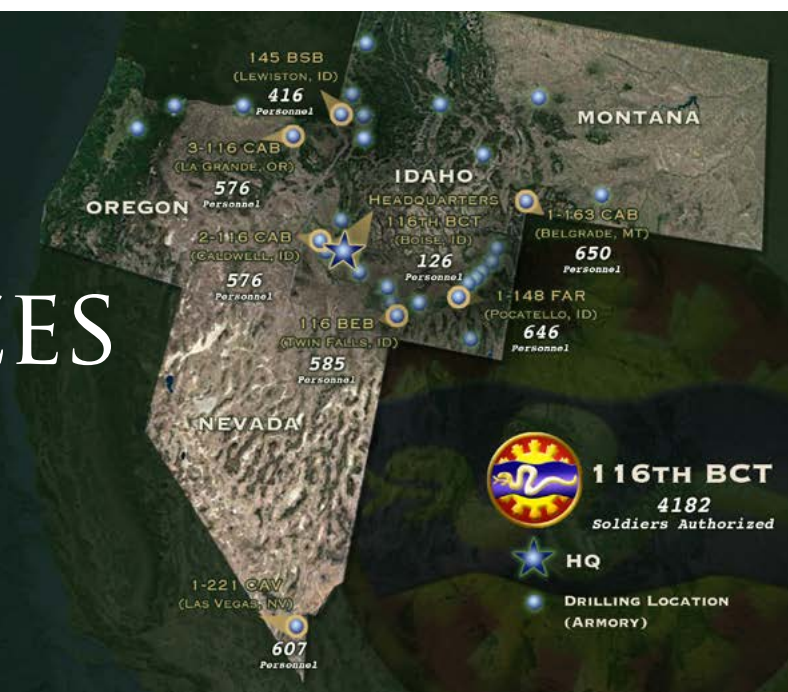 145 BSB
(LEWISTON, ID)
416
Personnel
3-116 CAB
(LA GRANDE, OR)
576
Personnel
MONTANA
IDAHO
OREGON
HEADQUARTERS
116TH BCT
(BOISE, ID)
126
Personnel
2-116 CAB
(CALDWELL, ID)
576
Personnel
1-163 CAB
(BELGRADE, MT)
650
Personnel
1-148 FAR
(POCATELLO, ID)
646
Personnel
116 BEB
(TWIN FALLS, ID)
585
Personnel
NEVADA
1-221 CAV
(LAS VEGAS, NV)
607
Personnel
116TH BCT
4182
Soldiers Authorized
HQ
DRILLING LOCATION
(ARMORY)